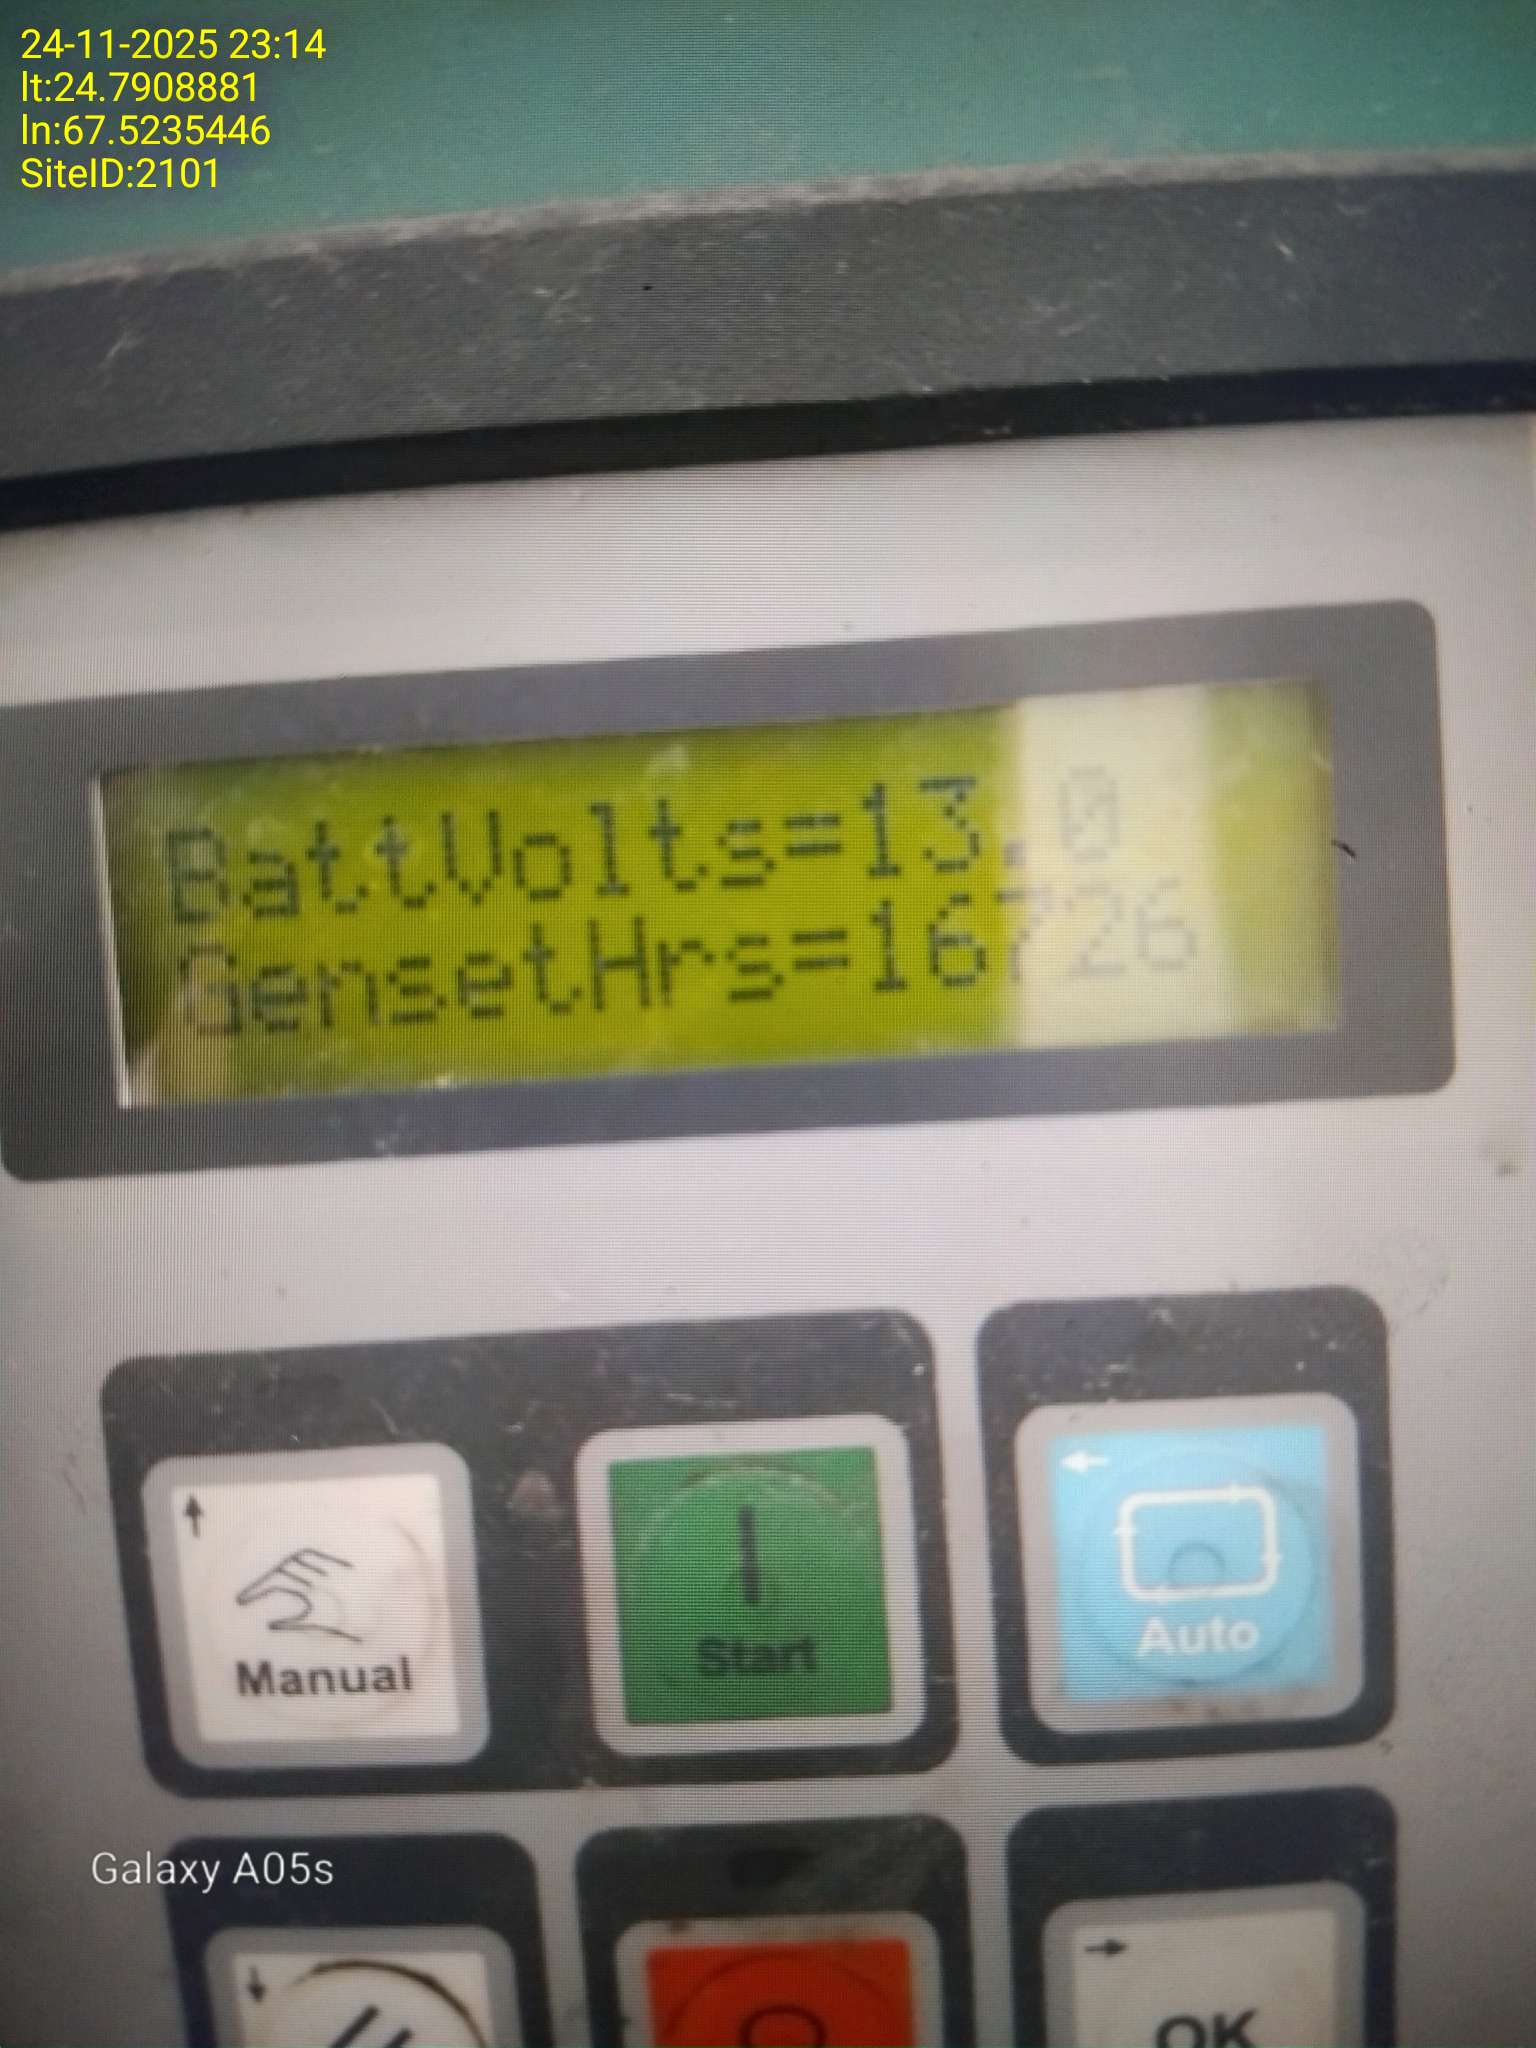 24-11-2025 23:14
lt:24.7908881
ln:67.5235446
SiteID:2101
BattVolts=13.0
GensetHrs=16726
Manual
Start
Auto
Galaxy A05s
OK